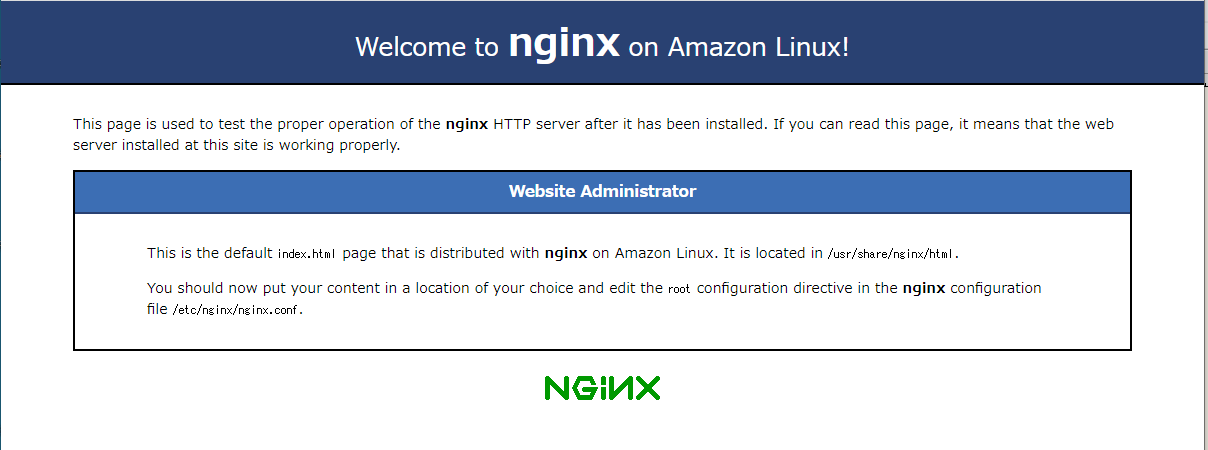 Welcome to nginx on Amazon Linux!
This page is used to test the proper operation of the nginx HTTP server after it has been installed. If you can read this page, it means that the web
server installed at this site is working properly.
Website Administrator
This is the default index.html page that is distributed with nginx on Amazon Linux. It is located in /usr/share/nginx/html.
You should now put your content in a location of your choice and edit the root configuration directive in the nginx configuration
file /etc/nginx/nginx.conf.
NGiNX